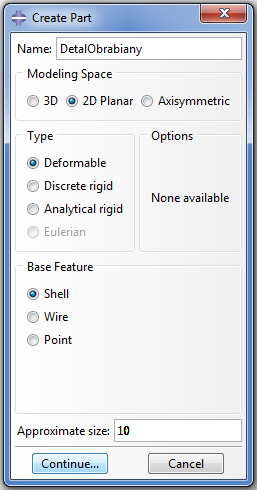 Create Part
Name: DetalObrabiany
Modeling Space
3D 2D Planar Axisymmetric
Type Options
Deformable
Discrete rigid
Analytical rigid
Eulerian
None available
Base Feature
Shell
Wire
Point
Approximate size: 10
Continue... Cancel